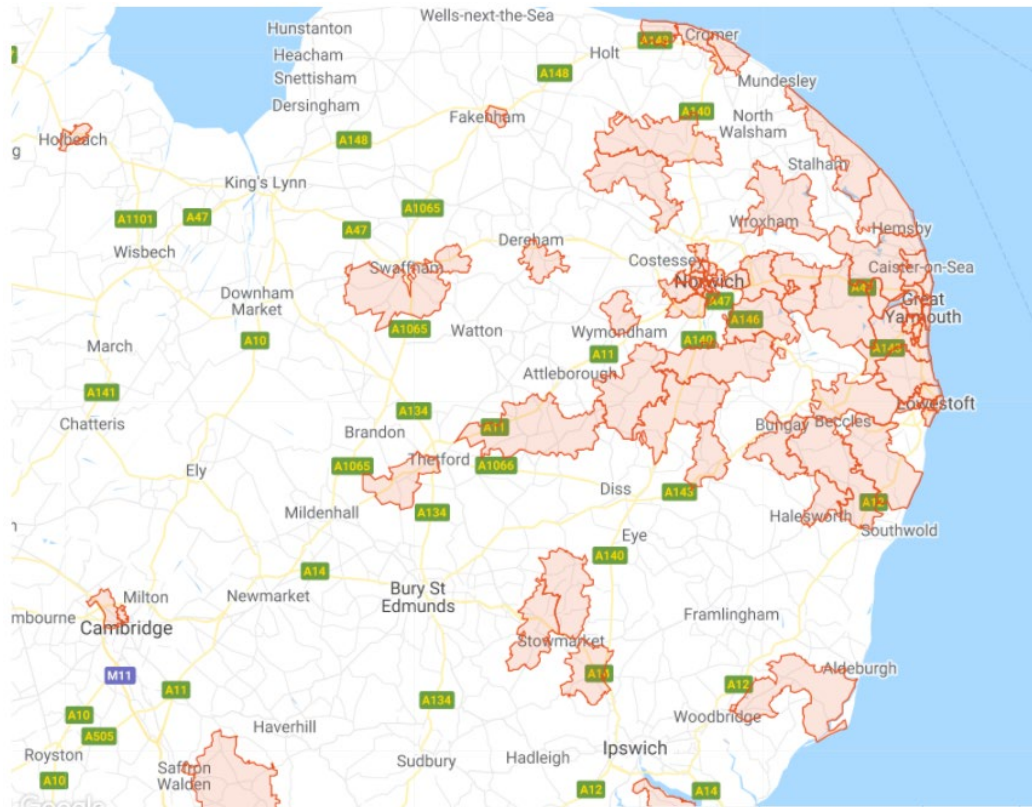 Wells-next-the-Sea
Hunstanton
Cromer
A148
Holt
Heacham
Snettisham
A148
Mundesley
Dersingham
A140
Fakenham
North
Walsham
Holbeach
A148
g
Stalham
King's Lynn
A1065
A1101
A47
Wroxham
A47
Hemsby
Dereham
Wisbech
Costessey
Swaffham
Caister-on-Sea
Norwich
A47
Downham
Market
A47
Great
Yarmouth
A146
A1065
Watton
Wymondham
A10
A140
March
A11
A143
Attleborough
A141
Lowestoft
A134
Chatteris
Bungay
Beccles
A11
Brandon
Thetford
A1065
A1066
Ely
Diss
A143
A12
Mildenhall
A134
Halesworth
Southwold
Eye
A140
A14
Bury St
Edmunds
Milton
Newmarket
mbourne
Cambridge
Framlingham
Stowmarket
Aldeburgh
M11
A14
A12
A11
A134
A10
Woodbridge
Haverhill
A505
Royston
Ipswich
Sudbury
Hadleigh
Saffron
Walden
A10
A12
A14
Google